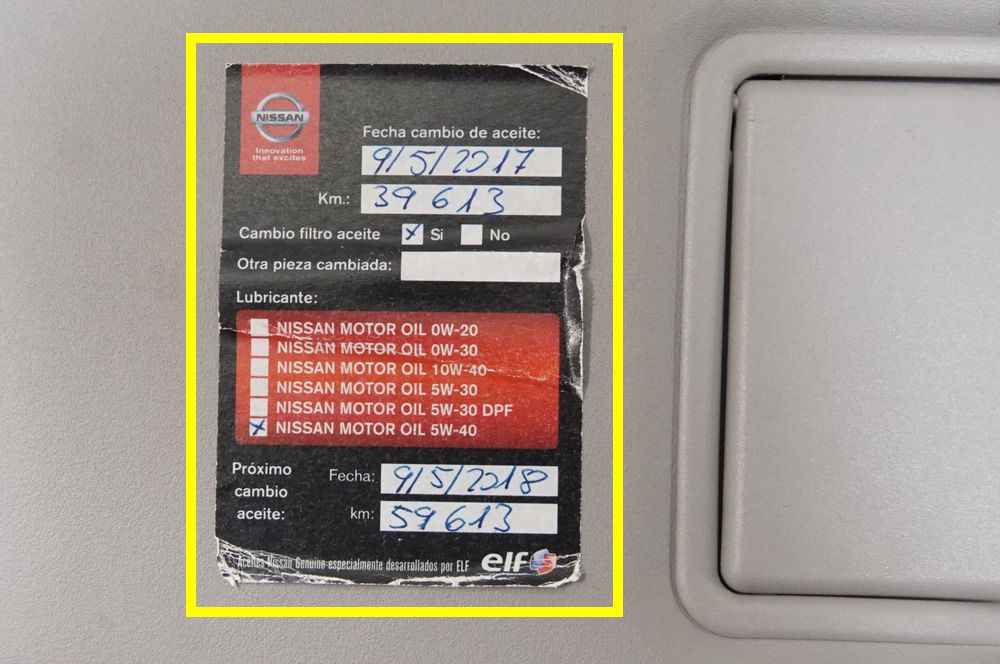 NISSAN
Innovation
that excites
Fecha cambio de aceite:
9/5/2017
Km.: 39613
Cambio filtro aceite Si No
Otra pieza cambiada:
Lubricante:
NISSAN MOTOR OIL 0W-20
NISSAN MOTOR OIL 0W-30
NISSAN MOTOR OIL 10W-40
NISSAN MOTOR OIL 5W-30
NISSAN MOTOR OIL 5W-30 DPF
NISSAN MOTOR OIL 5W-40
Próximo
cambio
aceite:
Fecha: 9/5/2018
km: 59613
Aceites Nissan Genuine especialmente desarrollados por ELF
elf